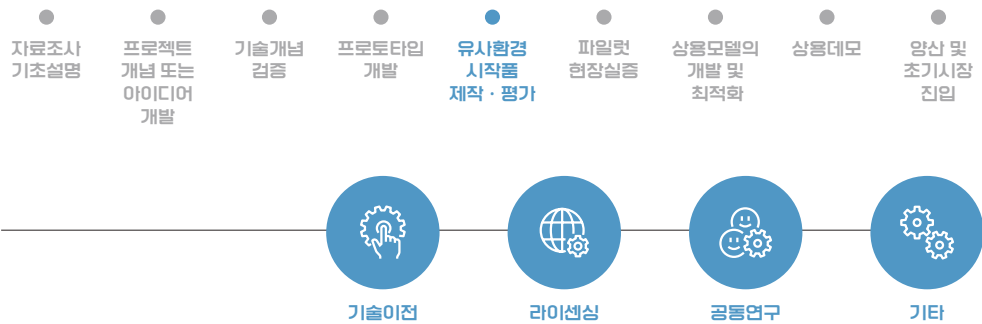 자료조사
기초설명
프로젝트
개념 또는
아이디어
개발
기술개념
검증
프로토타입
개발
유사환경
시작품
제작 · 평가
파일럿
현장실증
상용모델의
개발 및
최적화
상용데모
양산 및
초기시장
진입
기술이전
라이센싱
공동연구
기타